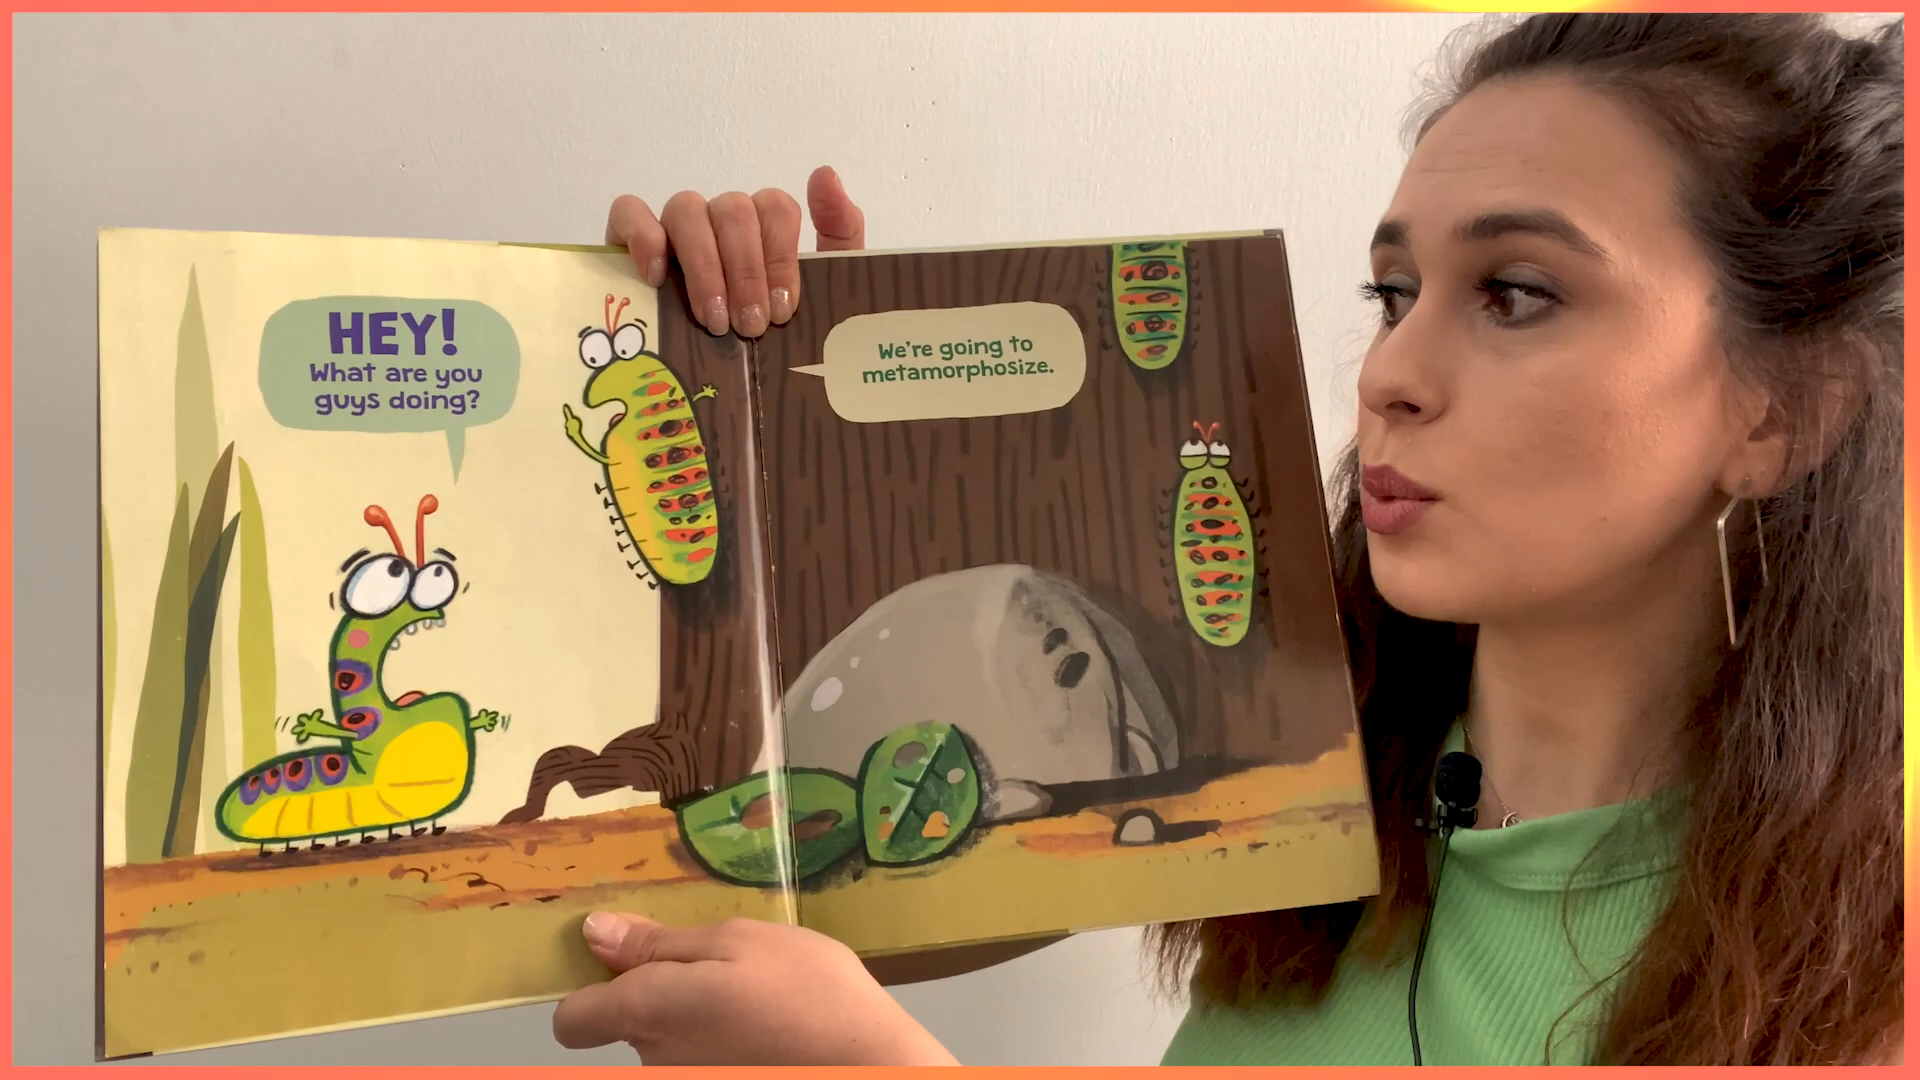 HEY!
What are you
guys doing?
We're going to
metamorphosize.